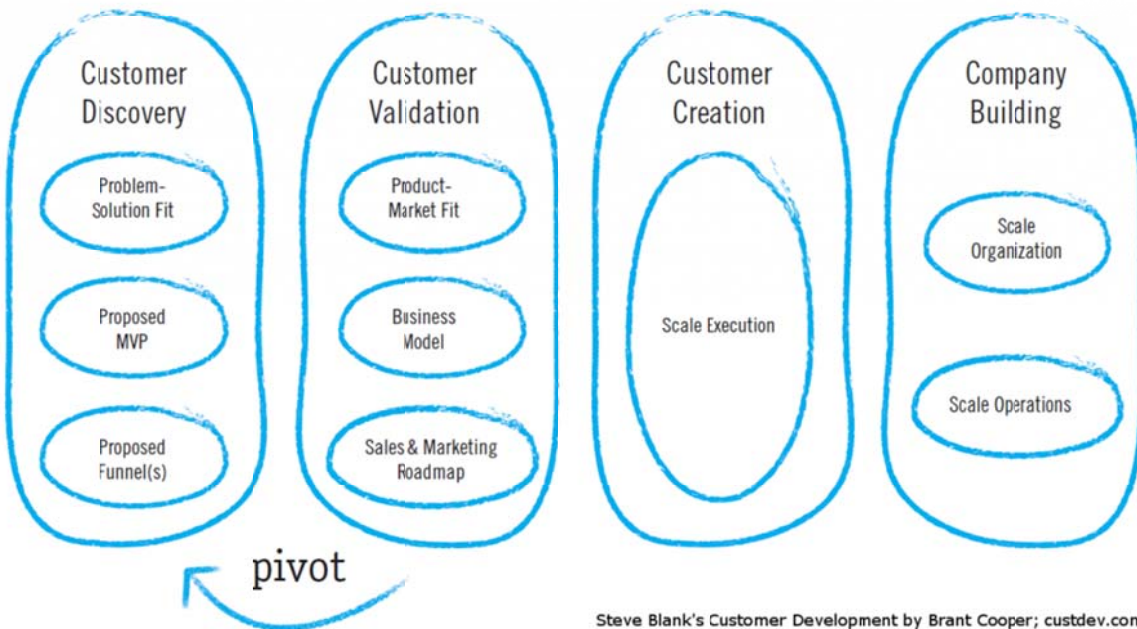 Customer
Discovery
Problem-
Solution Fit
Proposed
MVP
Proposed
Funnel(s)
Customer
Validation
Product-
Market Fit
Business
Model
Sales & Marketing
Roadmap
Customer
Creation
Scale Execution
Company
Building
Scale
Organization
Scale Operations
pivot
Steve Blank's Customer Development by Brant Cooper; custdev.com